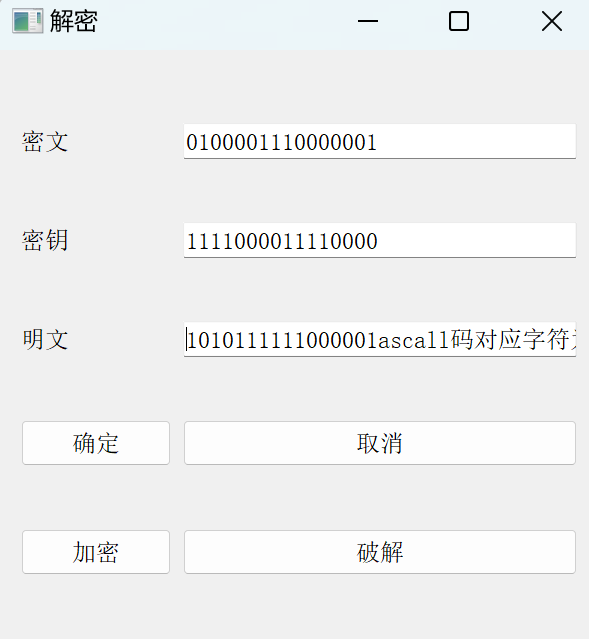 解密
密文 0100001110000001
密钥 1111000011110000
明文 1010111111000001ascall码对应字符
确定 取消
加密 破解